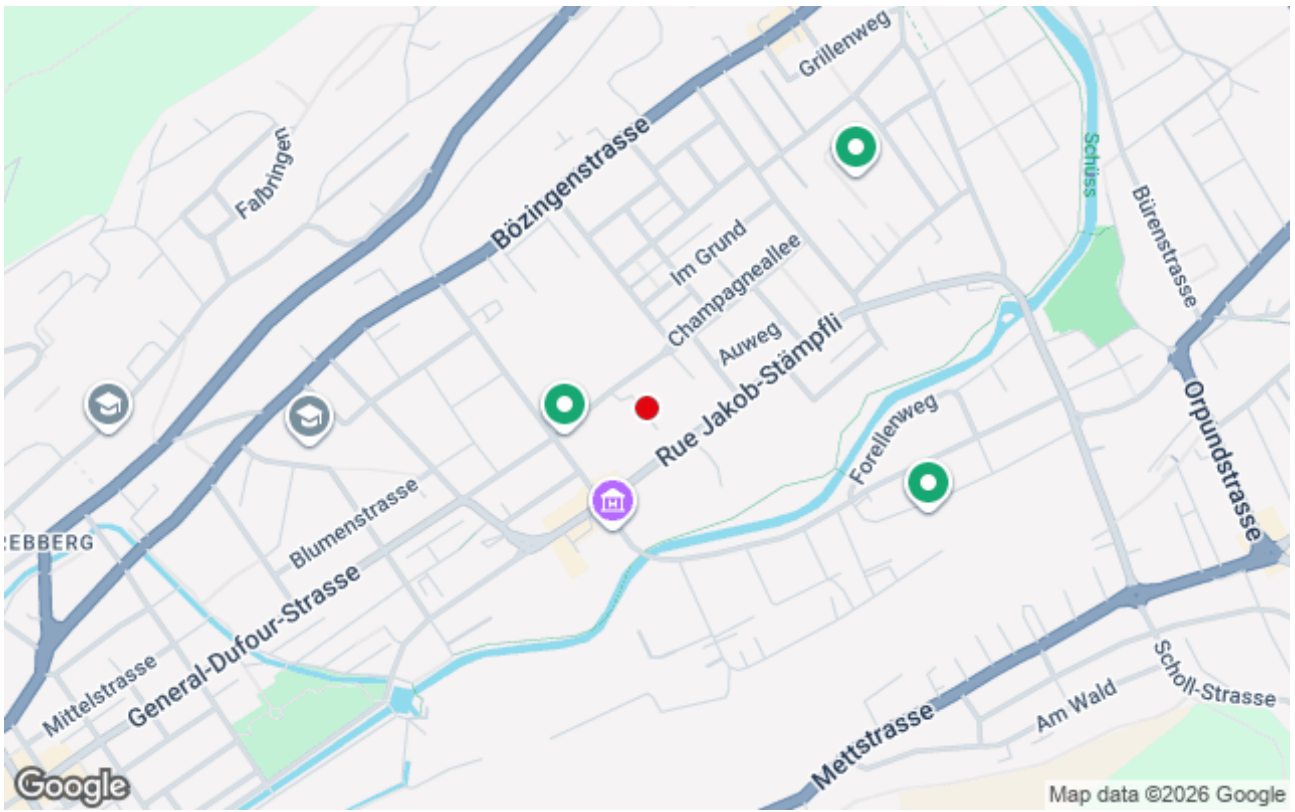 Grillenweg
Falbringen
Bözingenstrasse
Schüss
Bürenstrasse
Im Grund
Champagneallee
Auweg
Rue Jakob-Stämpfli
Orpundstrasse
Forellenweg
Blumenstrasse
REBBERG
General-Dufour-Strasse
Mittelstrasse
Scholl-Strasse
Am Wald
Mettstrasse
H
Google
Map data ©2026 Google